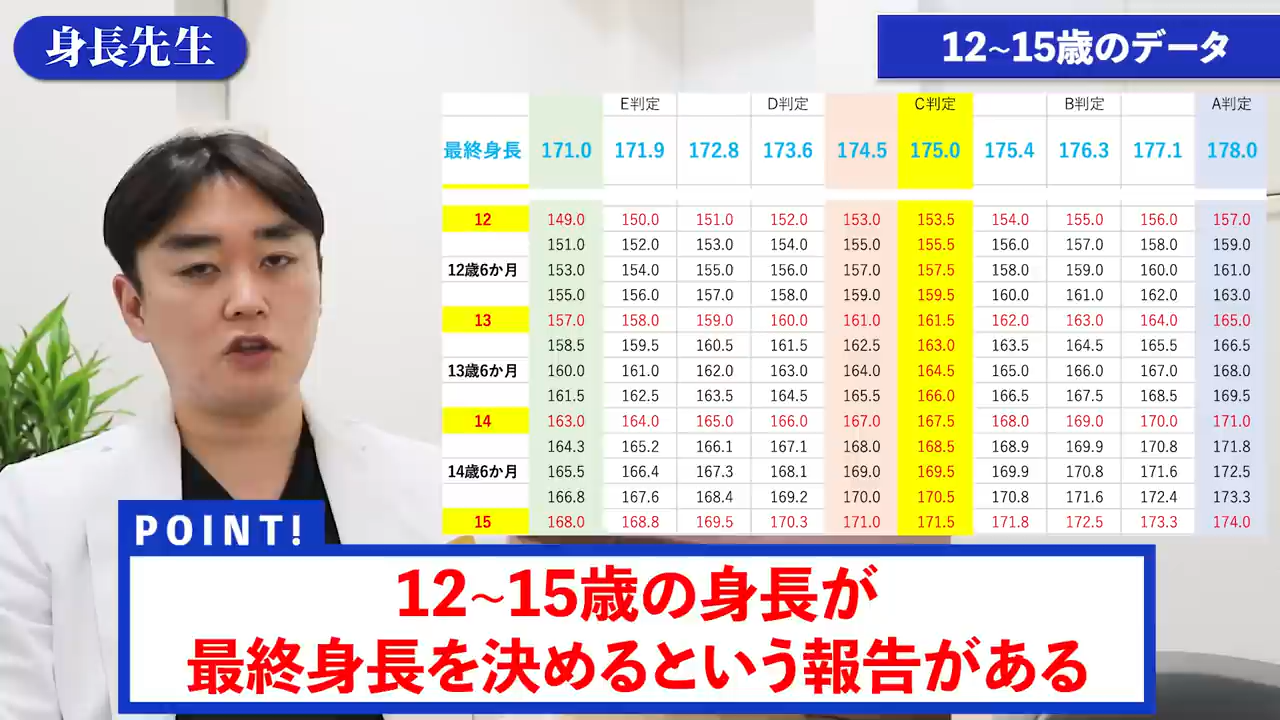 身長先生
12~15歳のデータ
E判定 D判定 C判定 B判定 A判定
最終身長 171.0 171.9 172.8 173.6 174.5 175.0 175.4 176.3 177.1 178.0
12 149.0 150.0 151.0 152.0 153.0 153.5 154.0 155.0 156.0 157.0
151.0 152.0 153.0 154.0 155.0 155.5 156.0 157.0 158.0 159.0
12歳6か月 153.0 154.0 155.0 156.0 157.0 157.5 158.0 159.0 160.0 161.0
155.0 156.0 157.0 158.0 159.0 159.5 160.0 161.0 162.0 163.0
13 157.0 158.0 159.0 160.0 161.0 161.5 162.0 163.0 164.0 165.0
158.5 159.5 160.5 161.5 162.5 163.0 163.5 164.5 165.5 166.5
13歳6か月 160.0 161.0 162.0 163.0 164.0 164.5 165.0 166.0 167.0 168.0
161.5 162.5 163.5 164.5 165.5 166.0 166.5 167.5 168.5 169.5
14 163.0 164.0 165.0 166.0 167.0 167.5 168.0 169.0 170.0 171.0
164.3 165.2 166.1 167.1 168.0 168.5 168.9 169.9 170.8 171.8
14歳6か月 165.5 166.4 167.3 168.1 169.0 169.5 169.9 170.8 171.6 172.5
166.8 167.6 168.4 169.2 170.0 170.5 170.8 171.6 172.4 173.3
15 168.0 168.8 169.5 170.3 171.0 171.5 171.8 172.5 173.3 174.0
POINT!
12~15歳の身長が
最終身長を決めるという報告がある